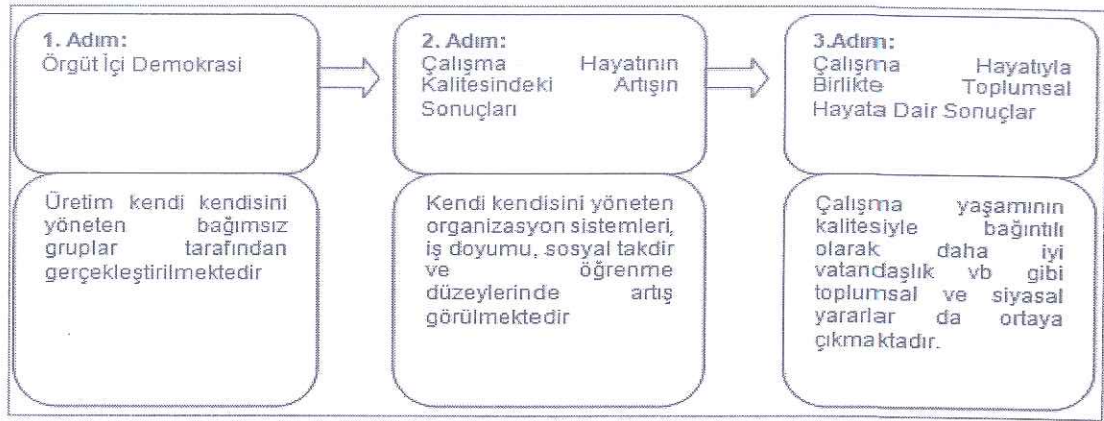 1. Adım:
Örgüt İçi Demokrasi
2. Adım:
Çalışma Hayatının
Kalitesindeki Artışın
Sonuçları
3.Adım:
Çalışma Hayatıyla
Birlikte Toplumsal
Hayata Dair Sonuçlar
Üretim kendi kendisini
yöneten bağımsız
gruplar tarafından
gerçekleştirilmektedir
Kendi kendisini yöneten
organizasyon sistemleri,
iş doyumu, sosyal takdir
ve öğrenme
düzeylerinde artış
görülmektedir
Çalışma yaşamının
kalitesiyle bağıntılı
olarak daha iyi
vatandaşlık vb gibi
toplumsal ve siyasal
yararlar da ortaya
çıkmaktadır.